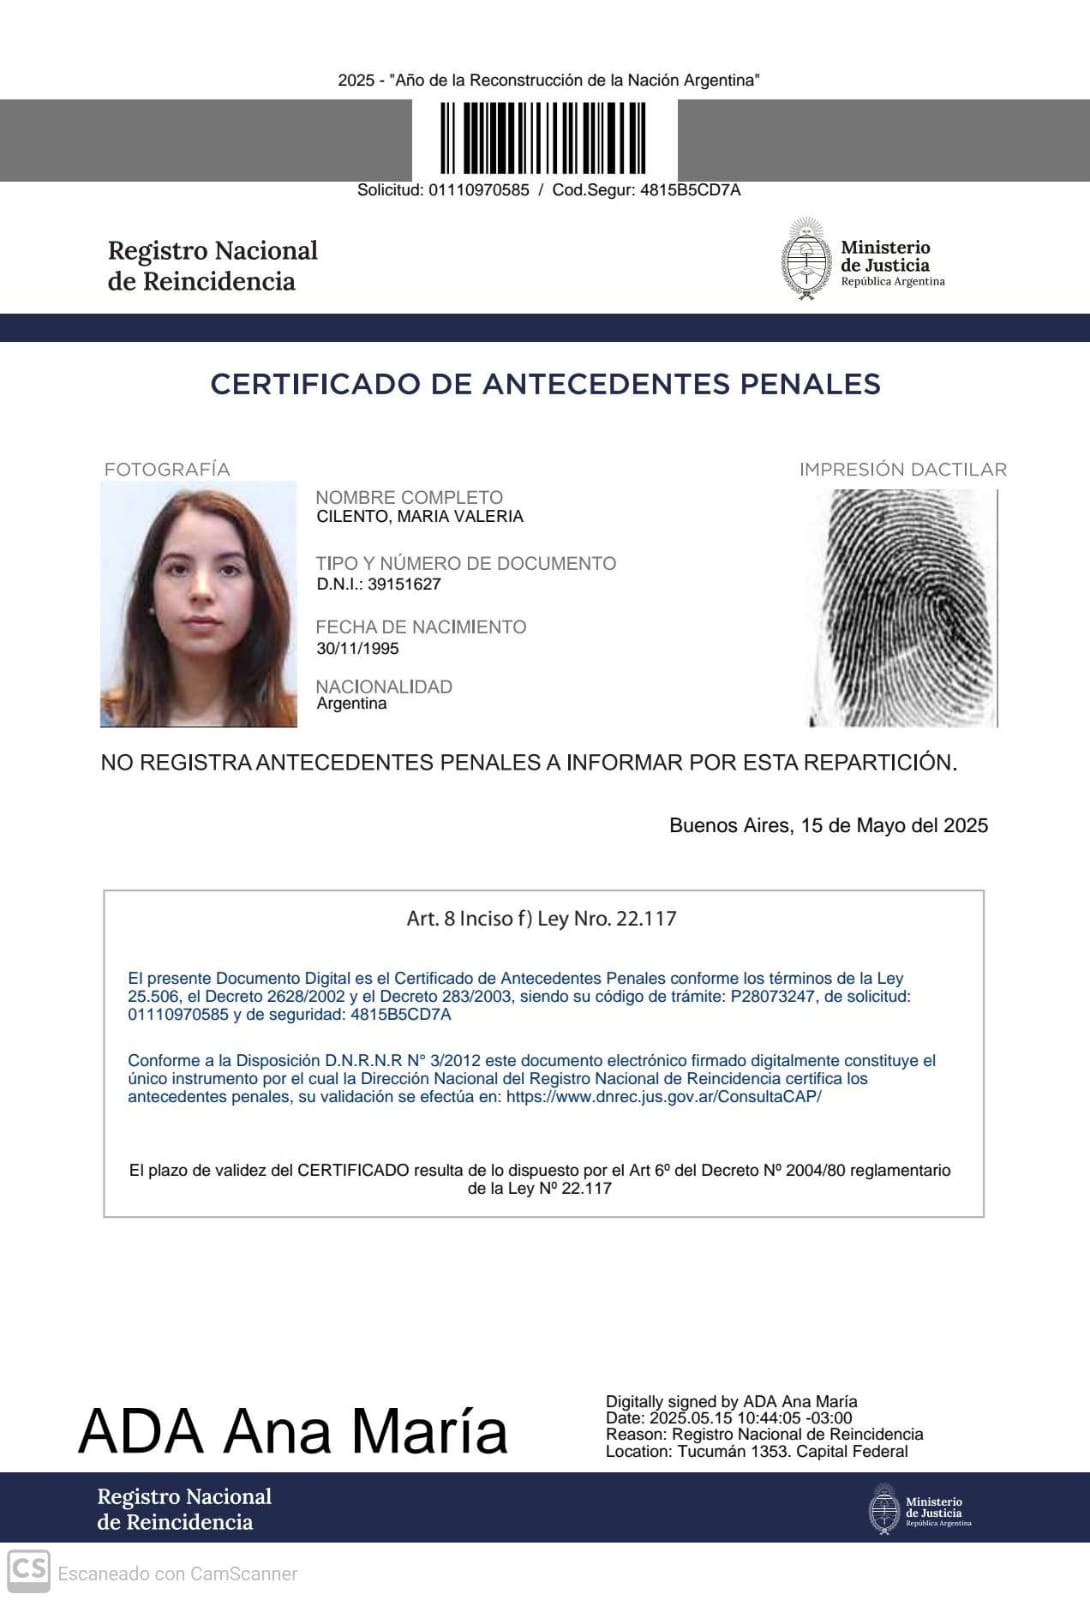 2025 - "Año de la Reconstrucción de la Nación Argentina"
Solicitud: 01110970585 / Cod.Segur: 4815B5CD7A
Registro Nacional
de Reincidencia
Ministerio
de Justicia
República Argentina
CERTIFICADO DE ANTECEDENTES PENALES
FOTOGRAFÍA
IMPRESIÓN DACTILAR
NOMBRE COMPLETO
CILENTO, MARIA VALERIA
TIPO Y NÚMERO DE DOCUMENTO
D.N.I.: 39151627
FECHA DE NACIMIENTO
30/11/1995
NACIONALIDAD
Argentina
NO REGISTRA ANTECEDENTES PENALES A INFORMAR POR ESTA REPARTICIÓN.
Buenos Aires, 15 de Mayo del 2025
Art. 8 Inciso f) Ley Nro. 22.117
El presente Documento Digital es el Certificado de Antecedentes Penales conforme los términos de la Ley
25.506, el Decreto 2628/2002 y el Decreto 283/2003, siendo su código de trámite: P28073247, de solicitud:
01110970585 y de seguridad: 4815B5CD7A
Conforme a la Disposición D.N.R.N.R N° 3/2012 este documento electrónico firmado digitalmente constituye el
único instrumento por el cual la Dirección Nacional del Registro Nacional de Reincidencia certifica los
antecedentes penales, su validación se efectúa en: https://www.dnrec.jus.gov.ar/ConsultaCAP/
El plazo de validez del CERTIFICADO resulta de lo dispuesto por el Art 6º del Decreto Nº 2004/80 reglamentario
de la Ley Nº 22.117
ADA Ana María
Digitally signed by ADA Ana María
Date: 2025.05.15 10:44:05 -03:00
Reason: Registro Nacional de Reincidencia
Location: Tucumán 1353. Capital Federal
Registro Nacional
de Reincidencia
Ministerio
de Justicia
República Argentina
CS Escaneado con CamScanner